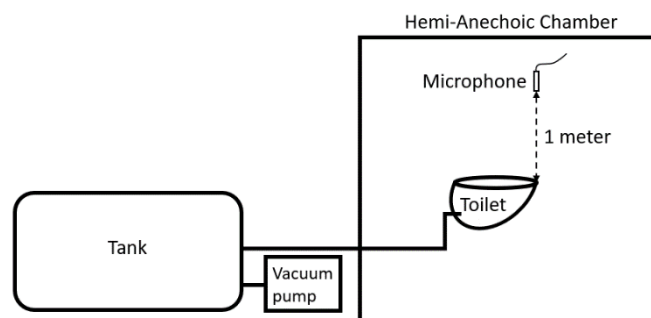 Hemi-Anechoic Chamber
Microphone
1 meter
Toilet
Tank
Vacuum
pump